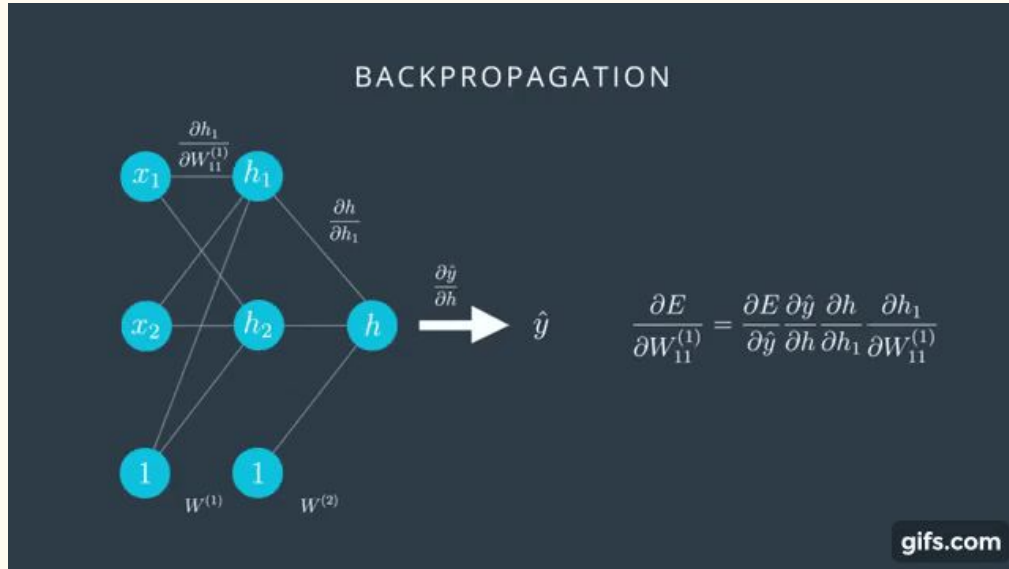 BACKPROPAGATION
∂h₁/∂W₁₁⁽¹⁾
x₁ h₁
∂h/∂h₁
∂ŷ/∂h
x₂ h₂ h ŷ
∂E/∂W₁₁⁽¹⁾ = ∂E/∂ŷ ∂ŷ/∂h ∂h/∂h₁ ∂h₁/∂W₁₁⁽¹⁾
1 1
W⁽¹⁾ W⁽²⁾
gifs.com